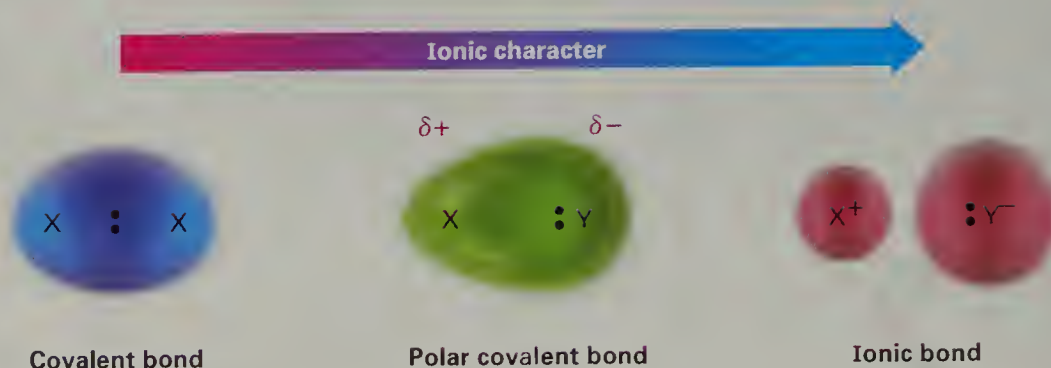 Ionic character
δ+ δ−
X : X
X : Y
X⁺ : Y⁻
Covalent bond
Polar covalent bond
Ionic bond